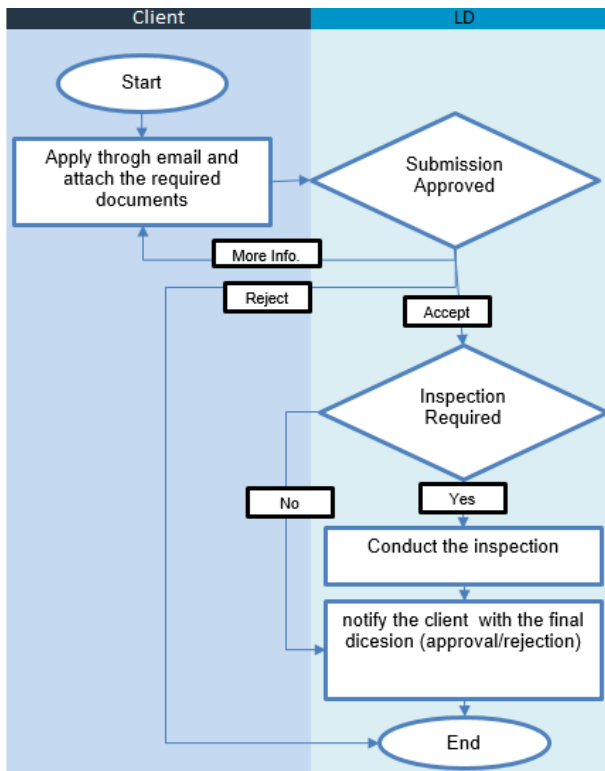 Client
LD
Start
Apply throgh email and
attach the required
documents
Submission
Approved
More Info.
Reject
Accept
Inspection
Required
No
Yes
Conduct the inspection
notify the client with the final
dicesion (approval/rejection)
End